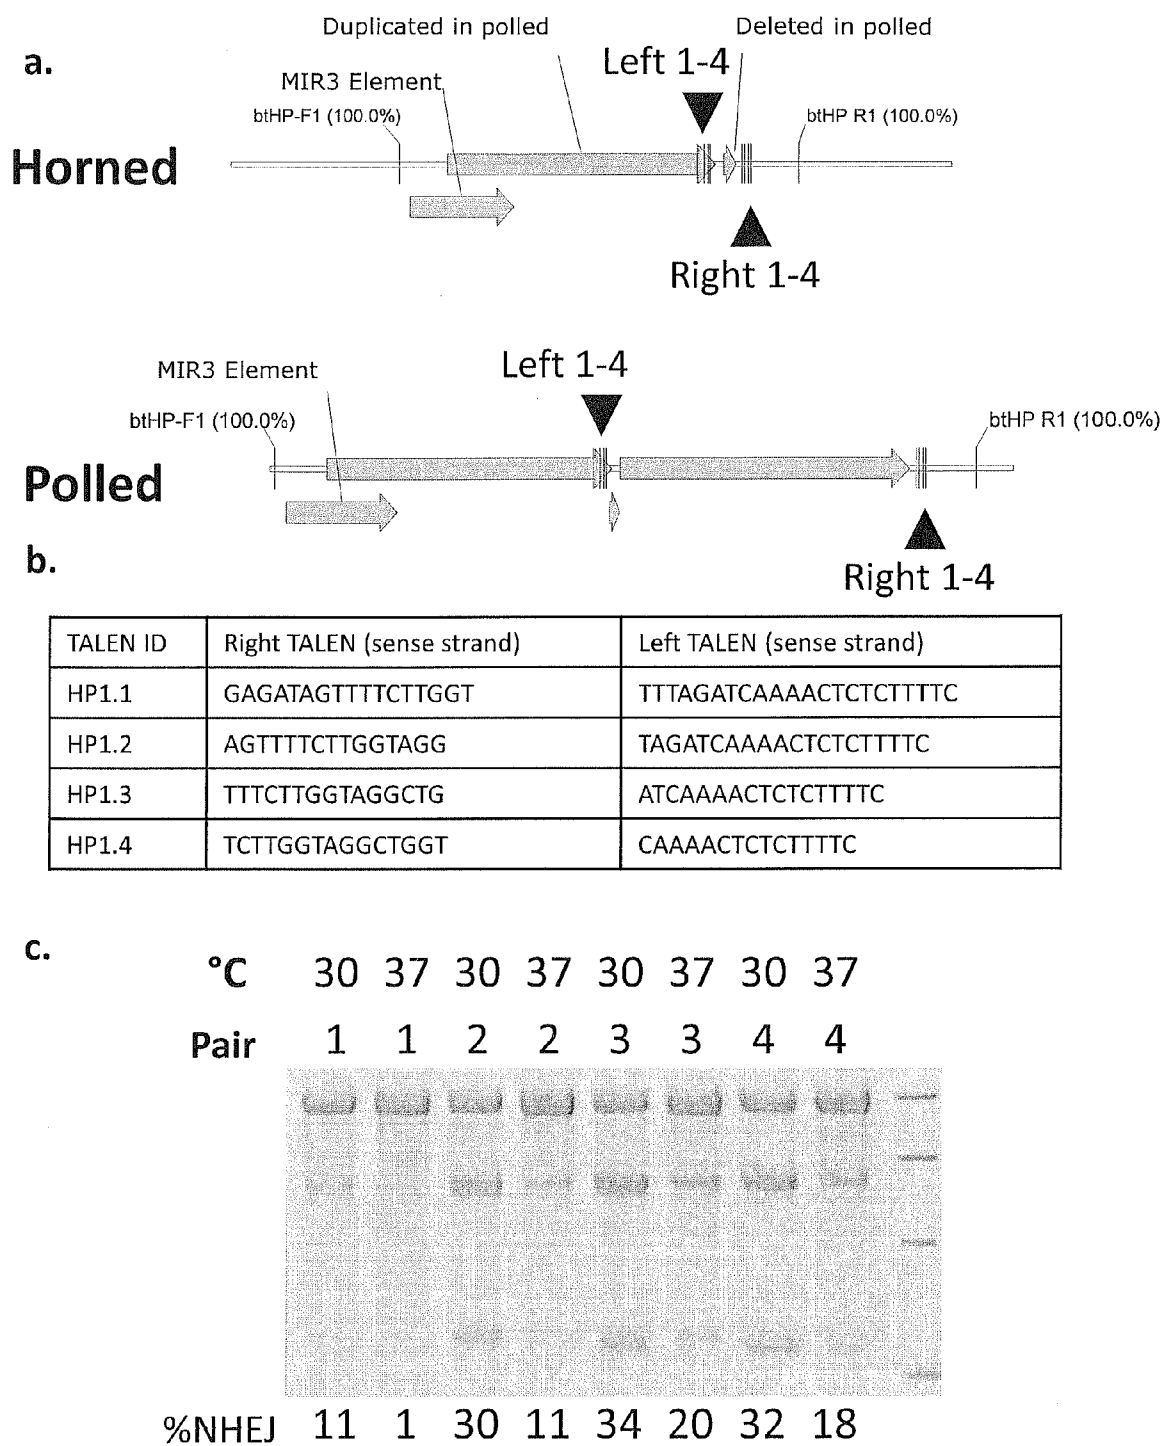 a.
Duplicated in polled
Deleted in polled
Left 1-4
MIR3 Element
btHP-F1 (100.0%)
btHP R1 (100.0%)
Horned
Right 1-4
Left 1-4
MIR3 Element
btHP-F1 (100.0%)
btHP R1 (100.0%)
Polled
Right 1-4
b.
TALEN ID Right TALEN (sense strand) Left TALEN (sense strand)
HP1.1 GAGATAGTTTTCTTGGT TTTAGATCAAAACTCTCTTTTC
HP1.2 AGTTTTCTTGGTAGG TAGATCAAAACTCTCTTTTC
HP1.3 TTTCTTGGTAGGCTG ATCAAAACTCTCTTTTC
HP1.4 TCTTGGTAGGCTGGT CAAAACTCTCTTTTC
c.
°C 30 37 30 37 30 37 30 37
Pair 1 1 2 2 3 3 4 4
%NHEJ 11 1 30 11 34 20 32 18